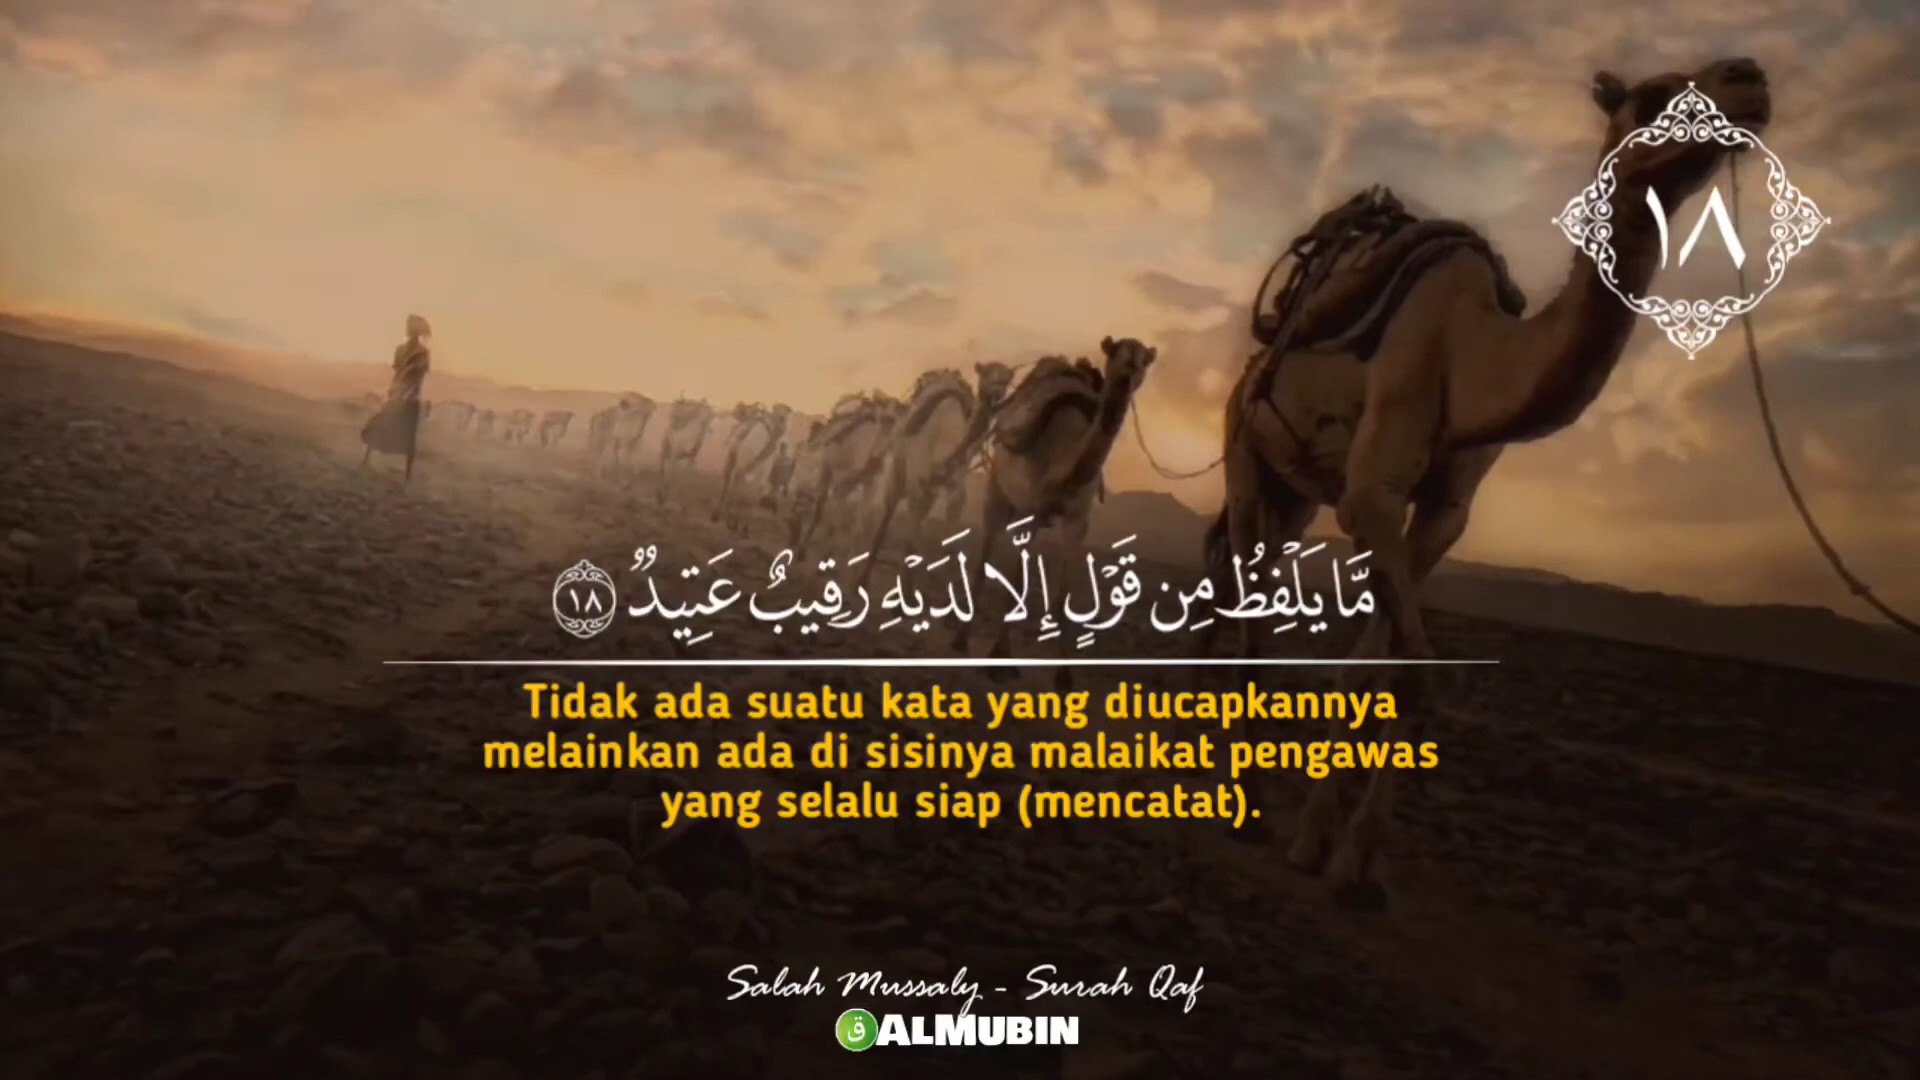 ١٨
مَّا يَلْفِظُ مِن قَوْلٍ إِلَّا لَدَيْهِ رَقِيبٌ عَتِيدٌ ١٨
Tidak ada suatu kata yang diucapkannya
melainkan ada di sisinya malaikat pengawas
yang selalu siap (mencatat).
Salah Mussaly - Surah Qaf
ق ALMUBIN